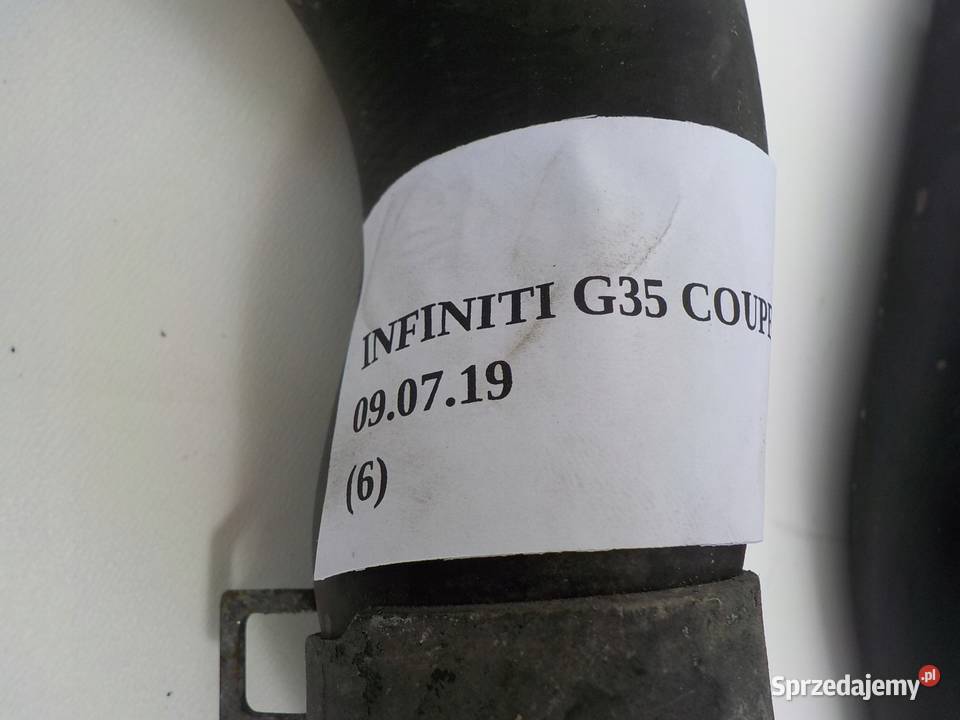 INFINITI G35 COUPE
09.07.19
(6)
Sprzedajemy.pl